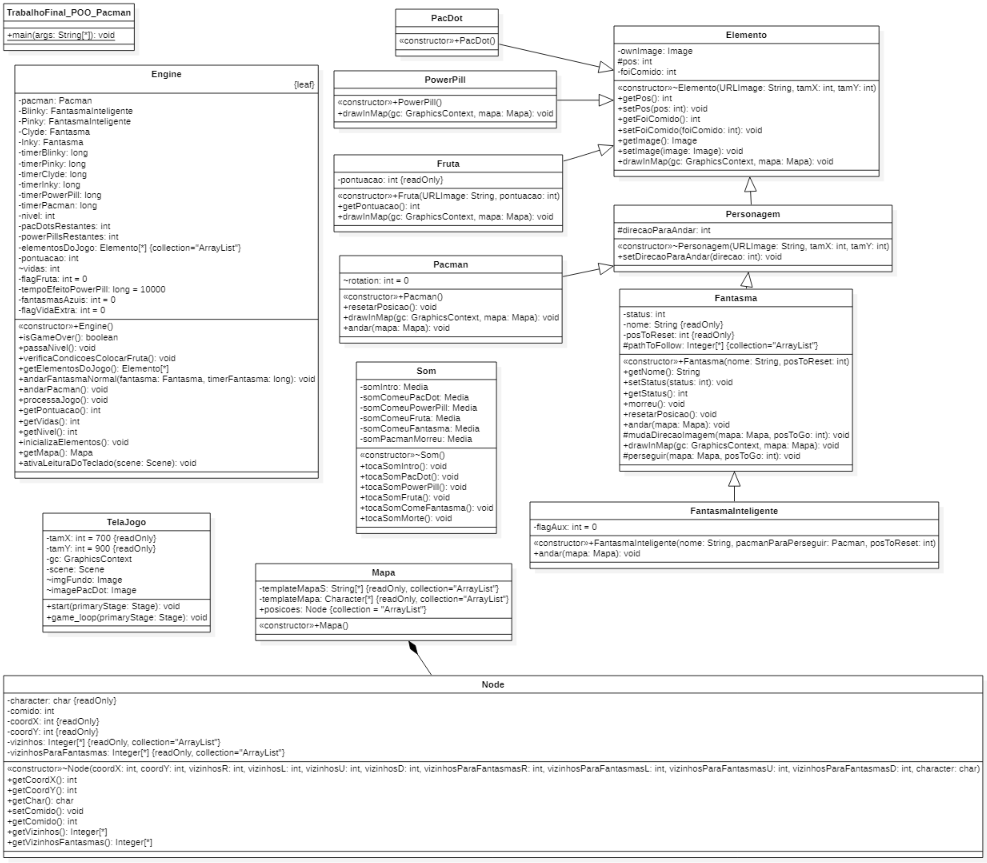 TrabalhoFinal_POO_Pacman
+main(args: String[*]): void
Engine
{leaf}
-pacman: Pacman
-Blinky: FantasmaInteligente
-Pinky: FantasmaInteligente
-Clyde: Fantasma
-Inky: Fantasma
-timerBlinky: long
-timerPinky: long
-timerClyde: long
-timerInky: long
-timerPowerPill: long
-timerPacman: long
-nivel: int
-pacDotsRestantes: int
-powerPillsRestantes: int
-elementosDoJogo: Elemento[*] {collection="ArrayList"}
-pontuacao: int
~vidas: int
-flagFruta: int = 0
-tempoEfeitoPowerPill: long = 10000
-fantasmasAzuis: int = 0
-flagVidaExtra: int = 0
«constructor»+Engine()
+isGameOver(): boolean
+passaNivel(): void
+verificaCondicoesColocarFruta(): void
+getElementosDoJogo(): Elemento[*]
+andarFantasmaNormal(fantasma: Fantasma, timerFantasma: long): void
+andarPacman(): void
+processaJogo(): void
+getPontuacao(): int
+getVidas(): int
+getNivel(): int
+inicializaElementos(): void
+getMapa(): Mapa
+ativaLeituraDoTeclado(scene: Scene): void
PacDot
«constructor»+PacDot()
PowerPill
«constructor»+PowerPill()
+drawInMap(gc: GraphicsContext, mapa: Mapa): void
Fruta
-pontuacao: int {readOnly}
«constructor»+Fruta(URLImage: String, pontuacao: int)
+getPontuacao(): int
+drawInMap(gc: GraphicsContext, mapa: Mapa): void
Pacman
~rotation: int = 0
«constructor»+Pacman()
+resetarPosicao(): void
+drawInMap(gc: GraphicsContext, mapa: Mapa): void
+andar(mapa: Mapa): void
Elemento
-ownImage: Image
#pos: int
-foiComido: int
«constructor»~Elemento(URLImage: String, tamX: int, tamY: int)
+getPos(): int
+setPos(pos: int): void
+getFoiComido(): int
+setFoiComido(foiComido: int): void
+getImage(): Image
+setImage(image: Image): void
+drawInMap(gc: GraphicsContext, mapa: Mapa): void
Personagem
#direcaoParaAndar: int
«constructor»~Personagem(URLImage: String, tamX: int, tamY: int)
+setDirecaoParaAndar(direcao: int): void
Fantasma
-status: int
-nome: String {readOnly}
-posToReset: int {readOnly}
#pathToFollow: Integer[*] {collection="ArrayList"}
«constructor»+Fantasma(nome: String, posToReset: int)
+getNome(): String
+setStatus(status: int): void
+getStatus(): int
+morreu(): void
+resetarPosicao(): void
+andar(mapa: Mapa): void
#mudaDirecaoImagem(mapa: Mapa, posToGo: int): void
+drawInMap(gc: GraphicsContext, mapa: Mapa): void
#perseguir(mapa: Mapa, posToGo: int): void
Som
-somIntro: Media
-somComeuPacDot: Media
-somComeuPowerPill: Media
-somComeuFruta: Media
-somComeuFantasma: Media
-somPacmanMorreu: Media
«constructor»~Som()
+tocaSomIntro(): void
+tocaSomPacDot(): void
+tocaSomPowerPill(): void
+tocaSomFruta(): void
+tocaSomComeFantasma(): void
+tocaSomMorte(): void
FantasmaInteligente
-flagAux: int = 0
«constructor»+FantasmaInteligente(nome: String, pacmanParaPerseguir: Pacman, posToReset: int)
+andar(mapa: Mapa): void
TelaJogo
-tamX: int = 700 {readOnly}
-tamY: int = 900 {readOnly}
-gc: GraphicsContext
-scene: Scene
~imgFundo: Image
~imagePacDot: Image
+start(primaryStage: Stage): void
+game_loop(primaryStage: Stage): void
Mapa
-templateMapaS: String[*] {readOnly, collection="ArrayList"}
-templateMapa: Character[*] {readOnly, collection="ArrayList"}
+posicoes: Node {collection = "ArrayList"}
«constructor»+Mapa()
Node
-character: char {readOnly}
-comido: int
-coordX: int {readOnly}
-coordY: int {readOnly}
-vizinhos: Integer[*] {readOnly, collection="ArrayList"}
-vizinhosParaFantasmas: Integer[*] {readOnly, collection="ArrayList"}
«constructor»~Node(coordX: int, coordY: int, vizinhosR: int, vizinhosL: int, vizinhosU: int, vizinhosD: int, vizinhosParaFantasmasR: int, vizinhosParaFantasmasL: int, vizinhosParaFantasmasU: int, vizinhosParaFantasmasD: int, character: char)
+getCoordX(): int
+getCoordY(): int
+getChar(): char
+setComido(): void
+getComido(): int
+getVizinhos(): Integer[*]
+getVizinhosFantasmas(): Integer[*]